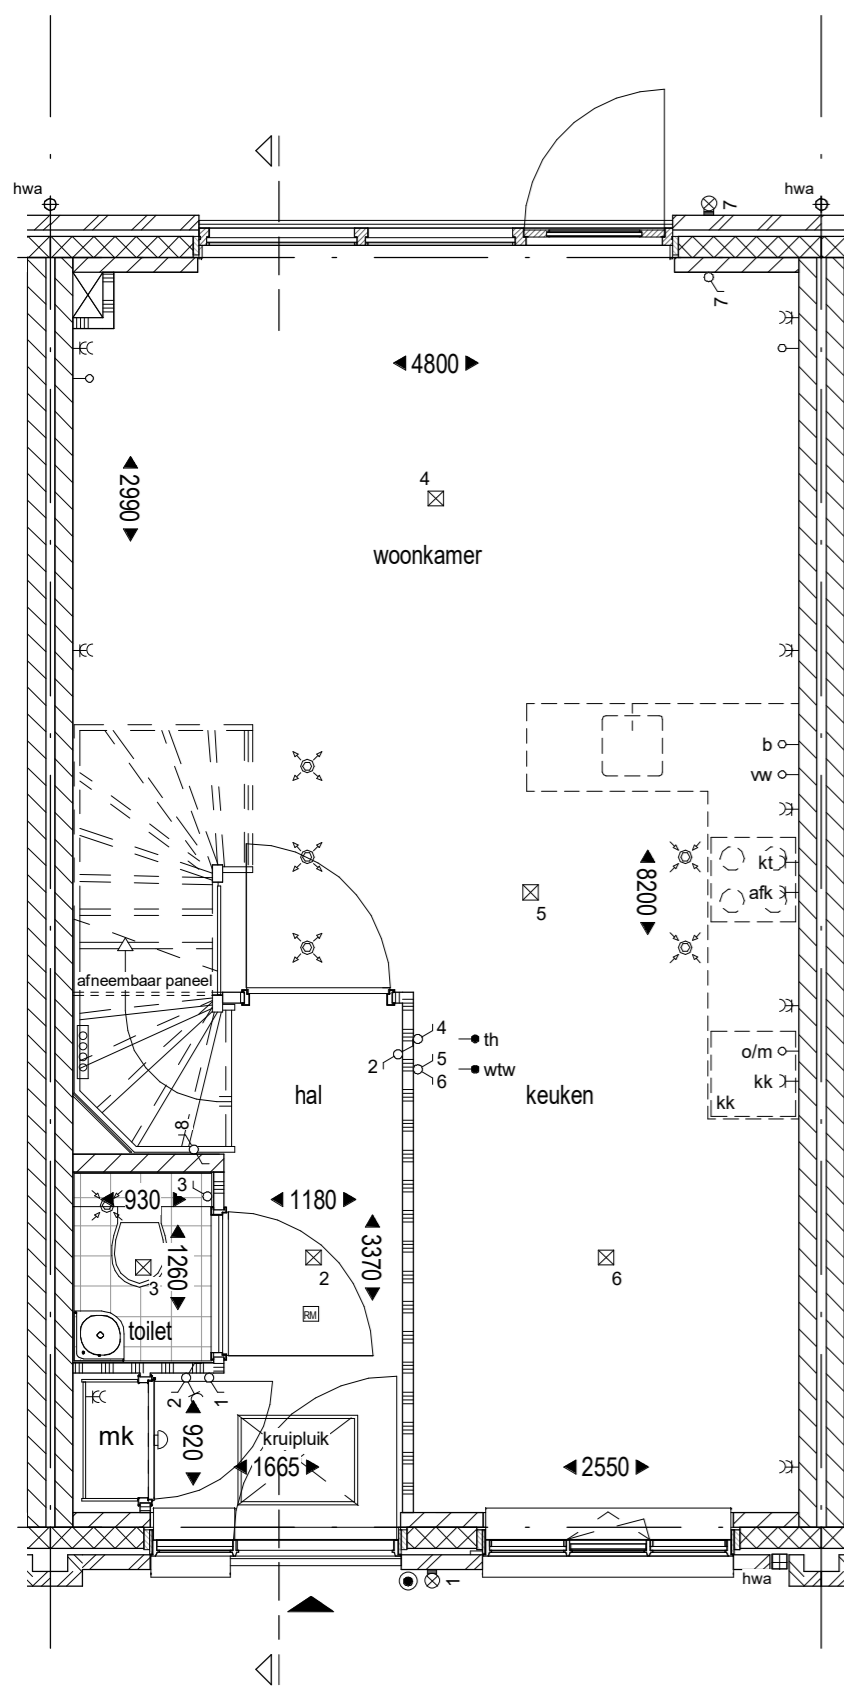 hwa
hwa
7
7
4800
2990
4
woonkamer
b
vw
kt
afk
8200
5
afneembaar paneel
4
th
2
5
wtw
6
o/m
kk
kk
hal
keuken
8
3
930
1180
1260
3370
3
2
6
RM
toilet
2
1
mk
920
kruipluik
1665
2550
1
hwa